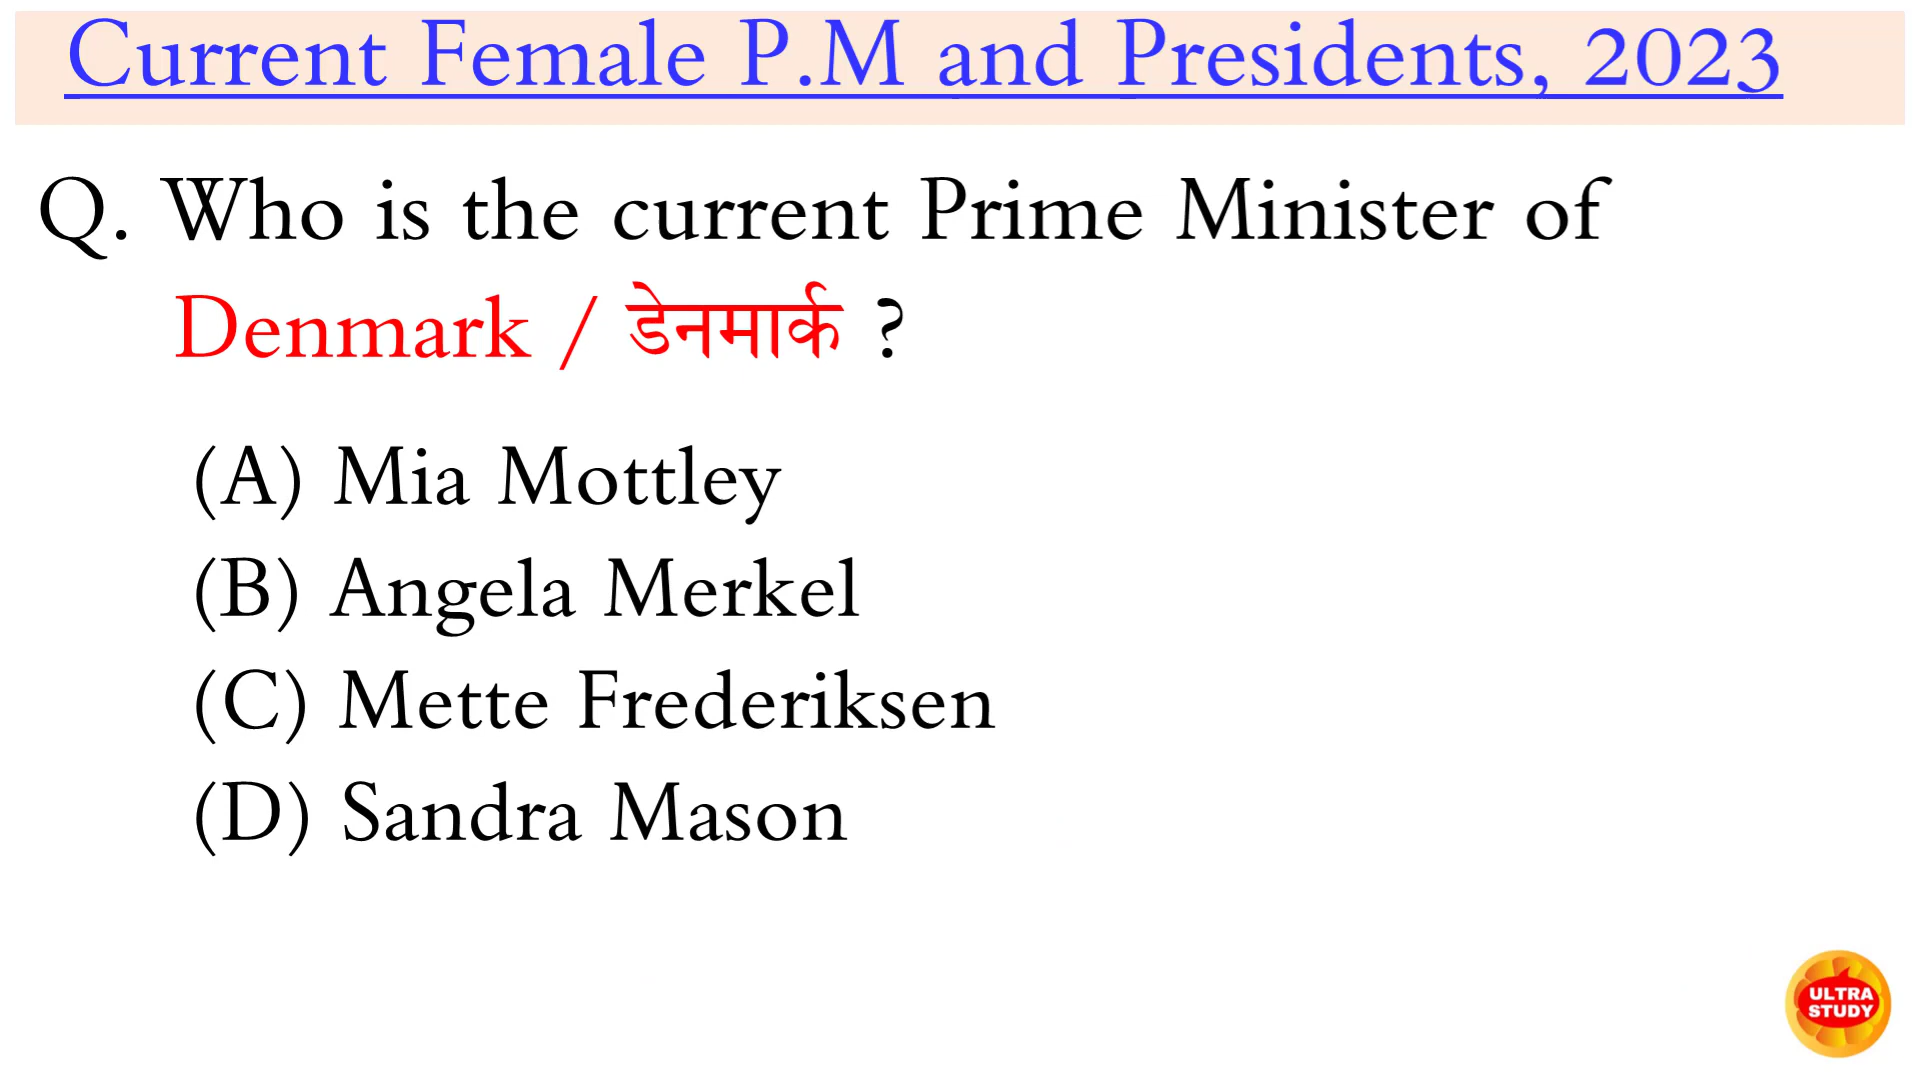 Current Female P.M and Presidents, 2023
Q. Who is the current Prime Minister of
Denmark / डेनमार्क ?
(A) Mia Mottley
(B) Angela Merkel
(C) Mette Frederiksen
(D) Sandra Mason
ULTRA
STUDY